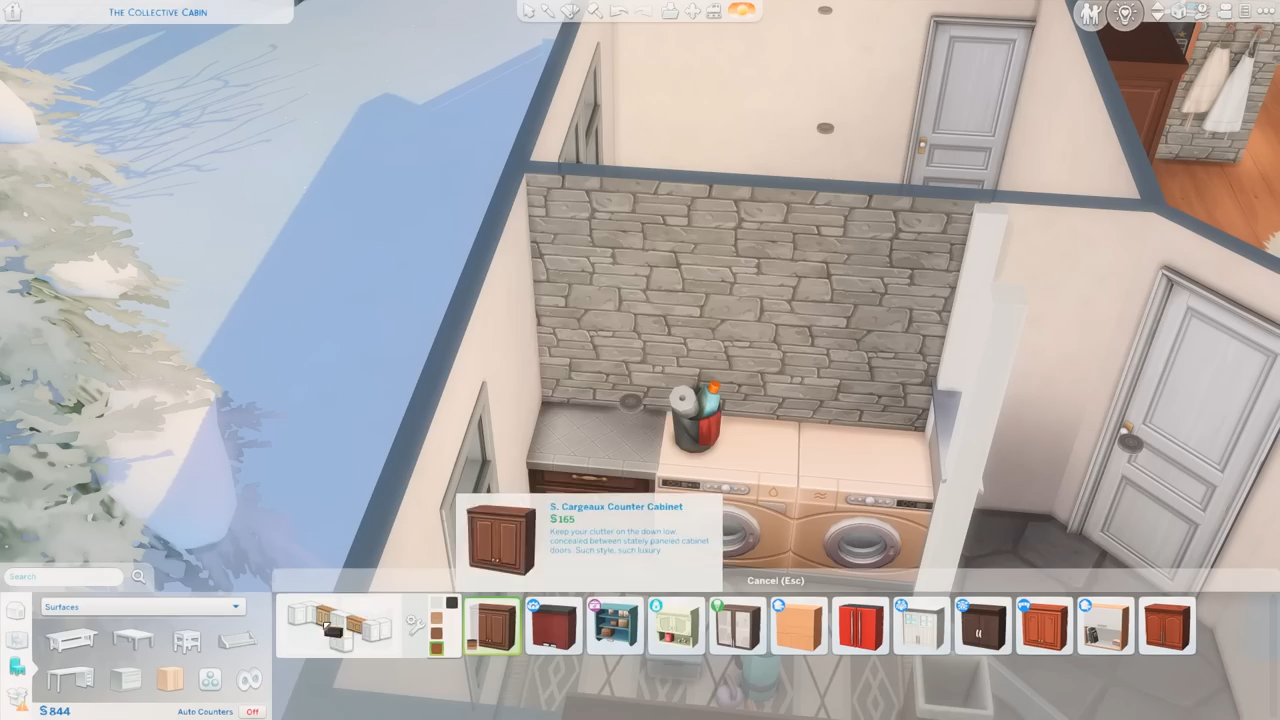 The Collective Cabin
S. Cargeaux Counter Cabinet
§165
Keep your clutter on the down low,
concealed between stately paneled cabinet
doors. Such style, such luxury
Cancel (Esc)
Search
Surfaces
§844
Auto Counters
Off